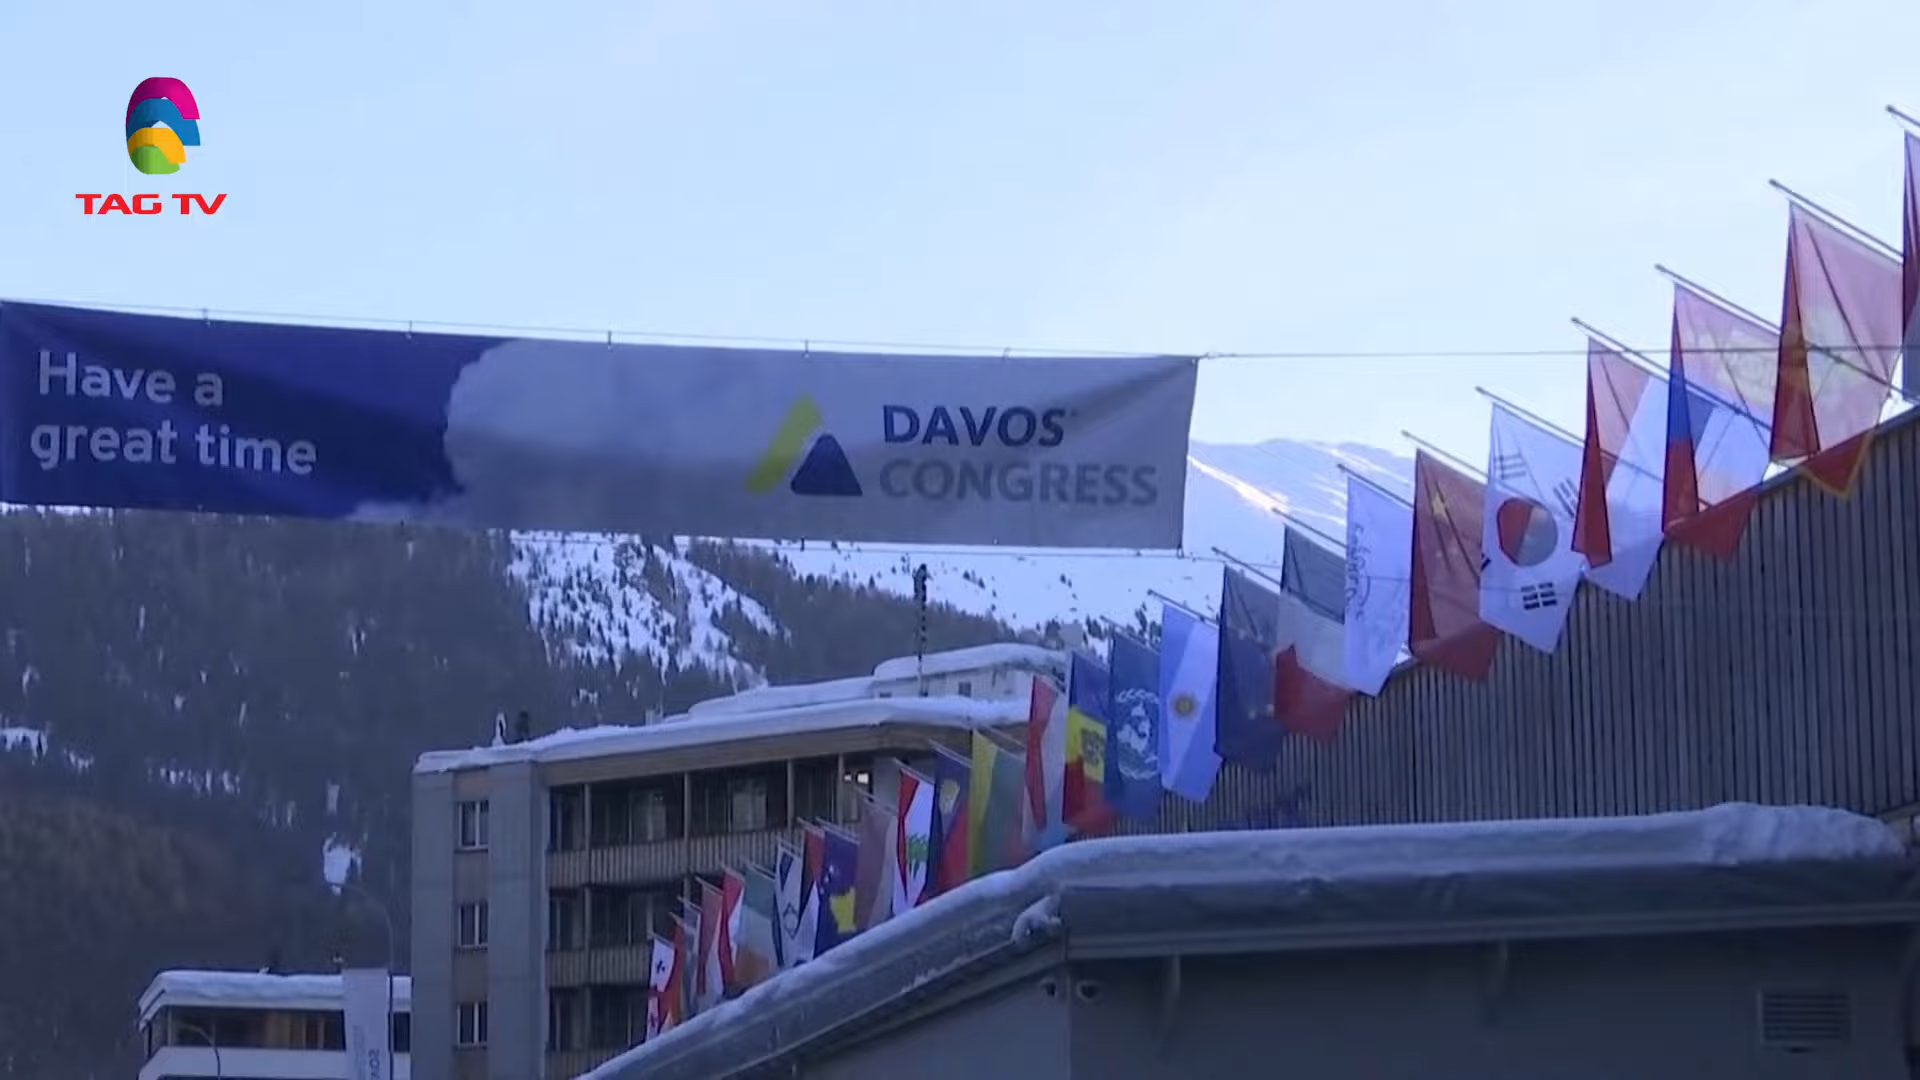 TAG TV
Have a
great time
DAVOS
CONGRESS